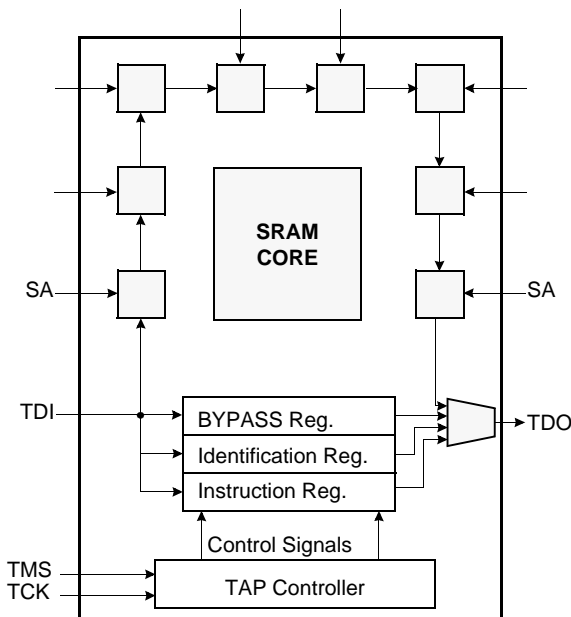 SRAM
CORE
SA
SA
TDI
BYPASS Reg.
TDO
Identification Reg.
Instruction Reg.
Control Signals
TMS
TCK
TAP Controller